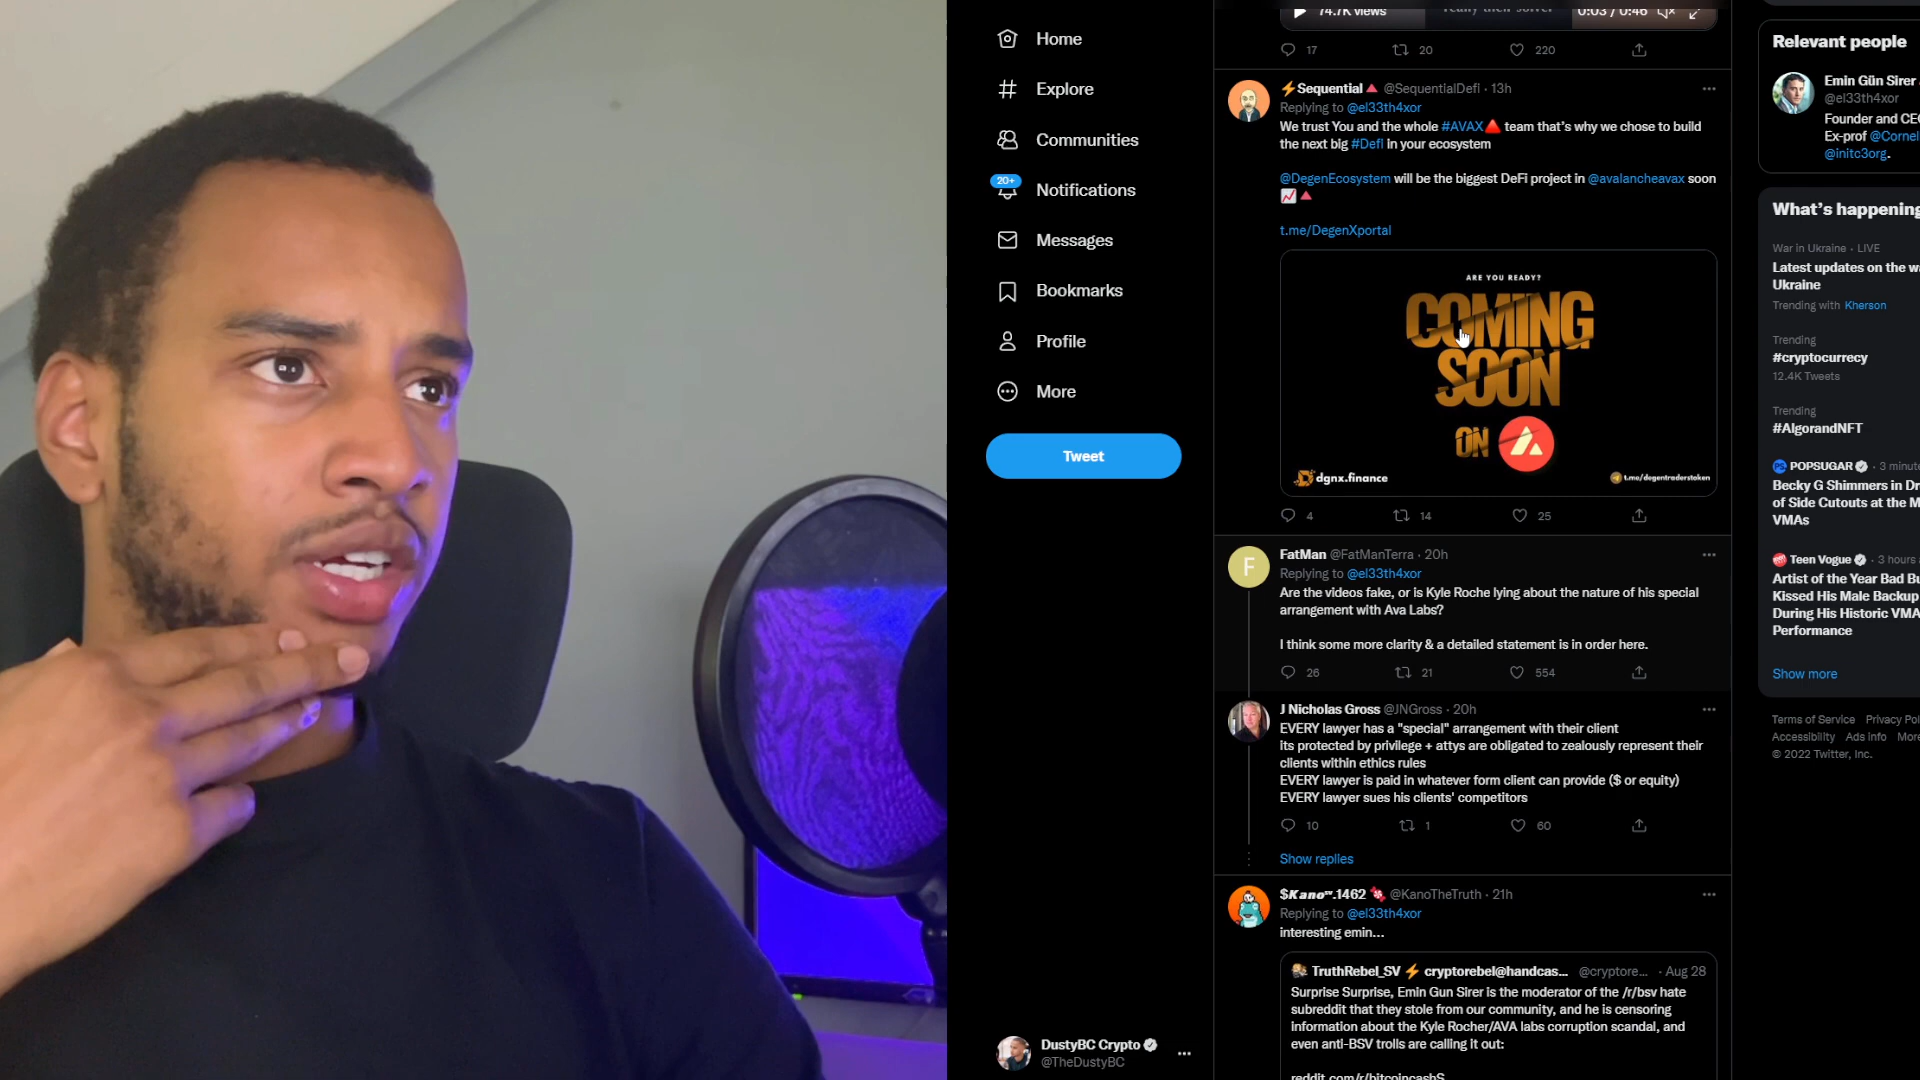 Home
Explore
Communities
20+
Notifications
Messages
Bookmarks
Profile
More
Tweet
DustyBC Crypto
@TheDustyBC
74.7K views
0:03 / 0:46
17 20 220
⚡Sequential🔺 @SequentialDefi · 13h
Replying to @el33th4xor
We trust You and the whole #AVAX🔺 team that's why we chose to build
the next big #Defi in your ecosystem
@DegenEcosystem will be the biggest DeFi project in @avalancheavax soon
📈🔺
t.me/DegenXportal
ARE YOU READY?
COMING
SOON
ON
dgnx.finance
t.me/degentraderstoken
4 14 25
F
FatMan @FatManTerra · 20h
Replying to @el33th4xor
Are the videos fake, or is Kyle Roche lying about the nature of his special
arrangement with Ava Labs?
I think some more clarity & a detailed statement is in order here.
26 21 554
J Nicholas Gross @JNGross · 20h
EVERY lawyer has a "special" arrangement with their client
Its protected by privilege + attys are obligated to zealously represent their
clients within ethics rules
EVERY lawyer is paid in whatever form client can provide ($ or equity)
EVERY lawyer sues his clients' competitors
10 1 60
Show replies
$Kano.1462 @KanoTheTruth · 21h
Replying to @el33th4xor
interesting emin...
TruthRebel_SV ⚡ cryptorebel@handcas... @cryptore... · Aug 28
Surprise Surprise, Emin Gun Sirer is the moderator of the /r/bsv hate
subreddit that they stole from our community, and he is censoring
information about the Kyle Rocher/AVA labs corruption scandal, and
even anti-BSV trolls are calling it out:
reddit.com/r/bitcoincashS
Relevant people
Emin Gün Sirer
@el33th4xor
Founder and CE
Ex-prof @Cornel
@initc3org.
What's happening
War in Ukraine · LIVE
Latest updates on the wa
Ukraine
Trending with Kherson
Trending
#cryptocurrecy
12.4K Tweets
Trending
#AlgorandNFT
POPSUGAR · 3 minute
Becky G Shimmers in Dr
of Side Cutouts at the M
VMAs
Teen Vogue · 3 hours a
Artist of the Year Bad Bu
Kissed His Male Backup
During His Historic VMA
Performance
Show more
Terms of Service Privacy Pol
Accessibility Ads info More
© 2022 Twitter, Inc.